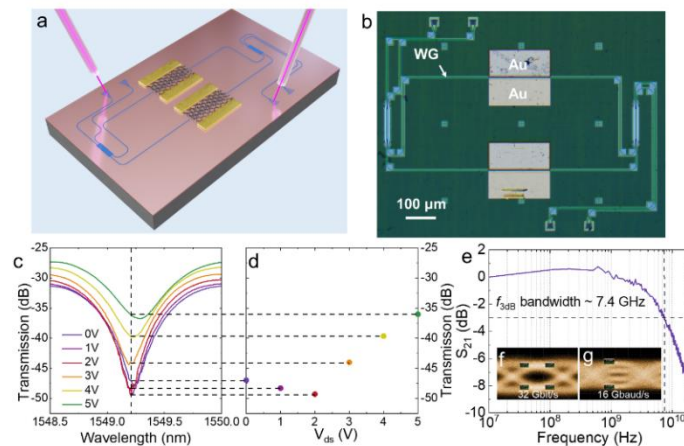 a
b
WG
Au
Au
100 µm
c
-25
-30
-35
-40
-45
-50
Transmission (dB)
0V
1V
2V
3V
4V
5V
1548.5
1549.0
1549.5
1550.0
Wavelength (nm)
d
0
1
2
3
4
5
V_ds (V)
-25
-30
-35
-40
-45
-50
Transmission (dB)
e
2
0
-2
-4
-6
-8
S_21 (dB)
f_3dB bandwidth ~ 7.4 GHz
f
32 Gbit/s
g
16 Gbaud/s
10^7
10^8
10^9
10^10
Frequency (Hz)